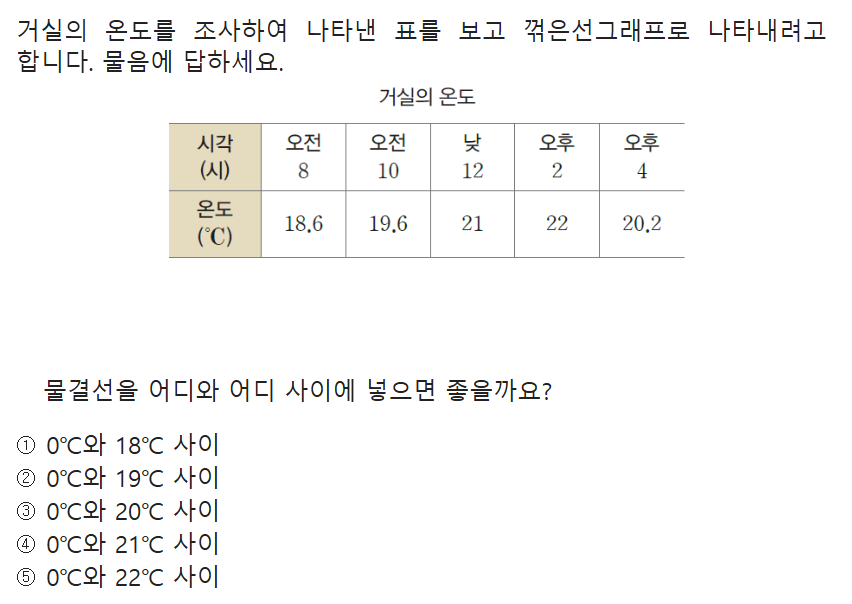 거실의 온도를 조사하여 나타낸 표를 보고 꺾은선그래프로 나타내려고
합니다. 물음에 답하세요.
거실의 온도
시각 오전 오전 낮 오후 오후
(시) 8 10 12 2 4
온도
(℃) 18.6 19.6 21 22 20.2
물결선을 어디와 어디 사이에 넣으면 좋을까요?
① 0℃와 18℃ 사이
② 0℃와 19℃ 사이
③ 0℃와 20℃ 사이
④ 0℃와 21℃ 사이
⑤ 0℃와 22℃ 사이